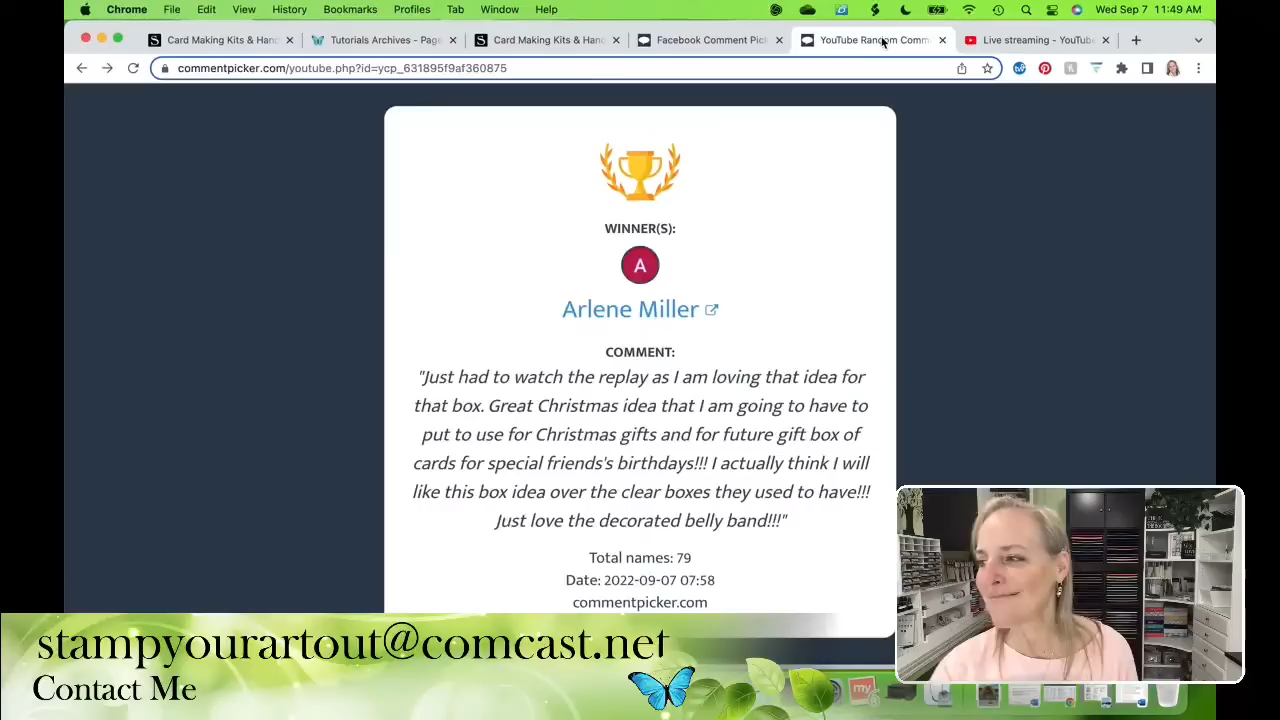 Chrome File Edit View History Bookmarks Profiles Tab Window Help Wed Sep 7 11:49 AM
Card Making Kits & Han Tutorials Archives - Page Card Making Kits & Han Facebook Comment Pick YouTube Random Comm Live streaming - YouTube
commentpicker.com/youtube.php?id=ycp_631895f9af360875
WINNER(S):
A
Arlene Miller
COMMENT:
"Just had to watch the replay as I am loving that idea for
that box. Great Christmas idea that I am going to have to
put to use for Christmas gifts and for future gift box of
cards for special friends's birthdays!!! I actually think I will
like this box idea over the clear boxes they used to have!!!
Just love the decorated belly band!!!"
Total names: 79
Date: 2022-09-07 07:58
commentpicker.com
stampyourartout@comcast.net
Contact Me
my